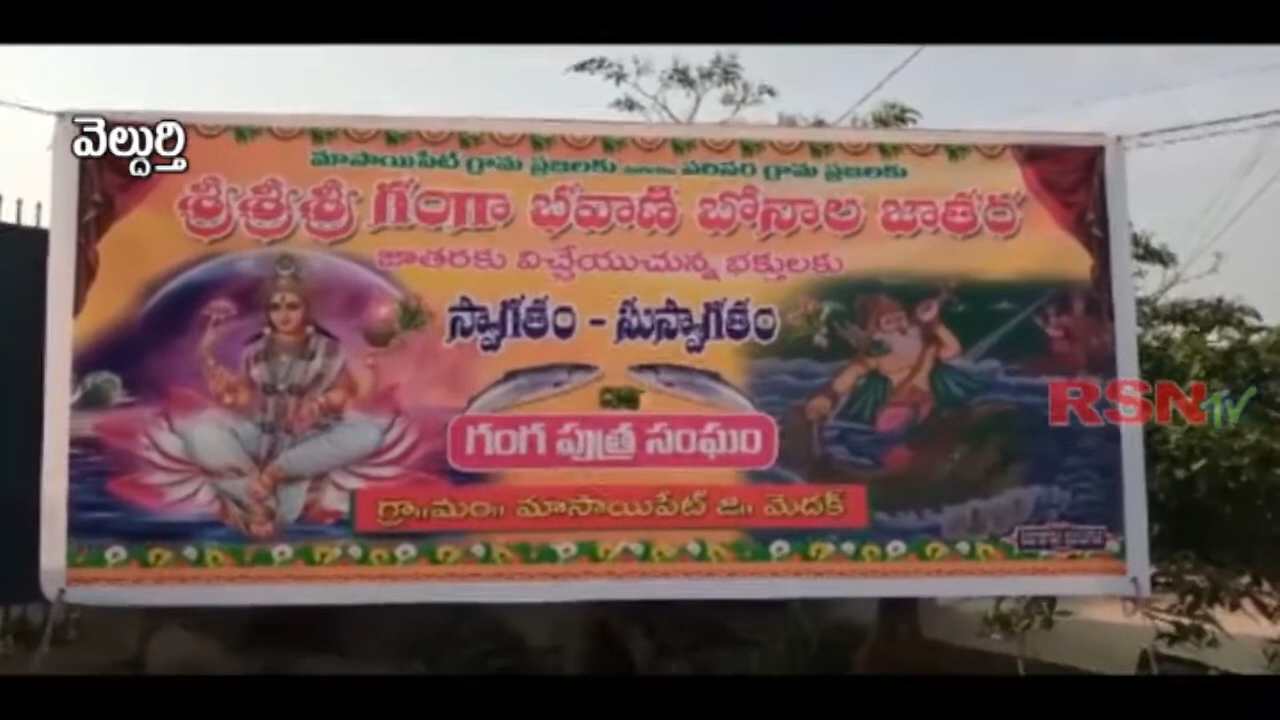 వెల్దుర్తి
మాసాయిపేట్ గ్రామ ప్రజలకు పరిసర గ్రామ ప్రజలకు
శ్రీశ్రీశ్రీ గంగా భవాని బోనాల జాతర
జాతరకు విచ్చేయుచున్న భక్తులకు
స్వాగతం - సుస్వాగతం
RSN TV
గంగ పుత్ర సంఘం
గ్రా॥మం॥ మాసాయిపేట్ జి॥ మెదక్